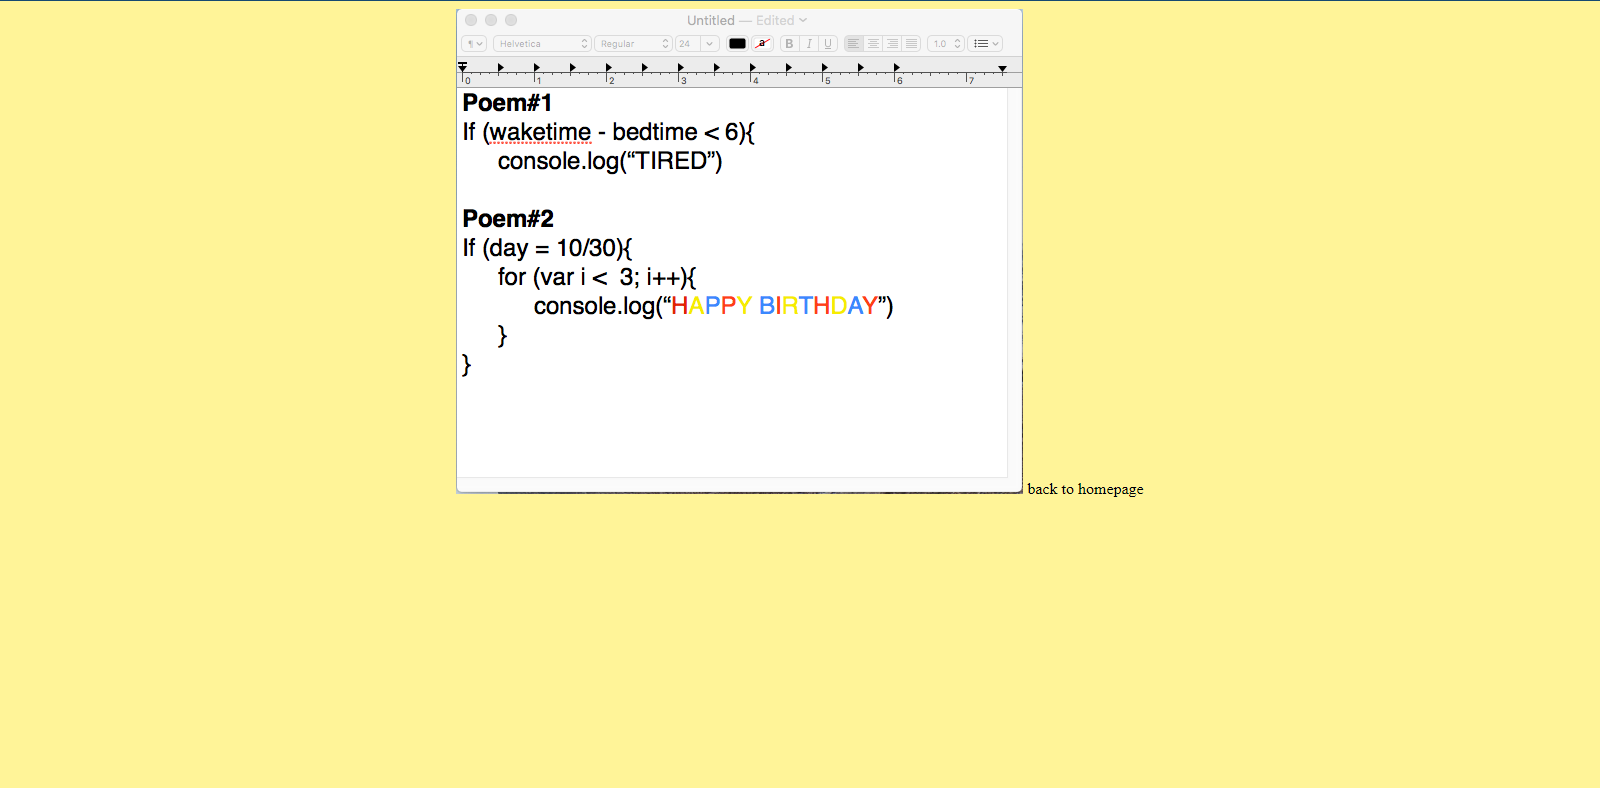 Untitled — Edited
¶ Helvetica Regular 24 a B I U 1.0
0 1 2 3 4 5 6 7
Poem#1
If (waketime - bedtime < 6){
console.log(“TIRED”)
Poem#2
If (day = 10/30){
for (var i < 3; i++){
console.log(“HAPPY BIRTHDAY”)
}
}
back to homepage